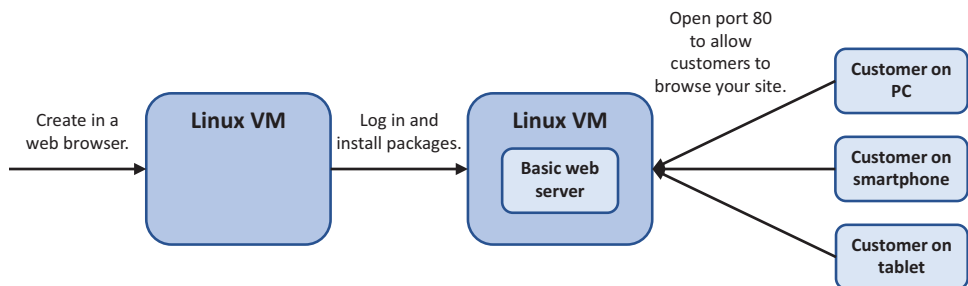 Create in a
web browser.
Linux VM
Log in and
install packages.
Linux VM
Basic web
server
Open port 80
to allow
customers to
browse your site.
Customer on
PC
Customer on
smartphone
Customer on
tablet